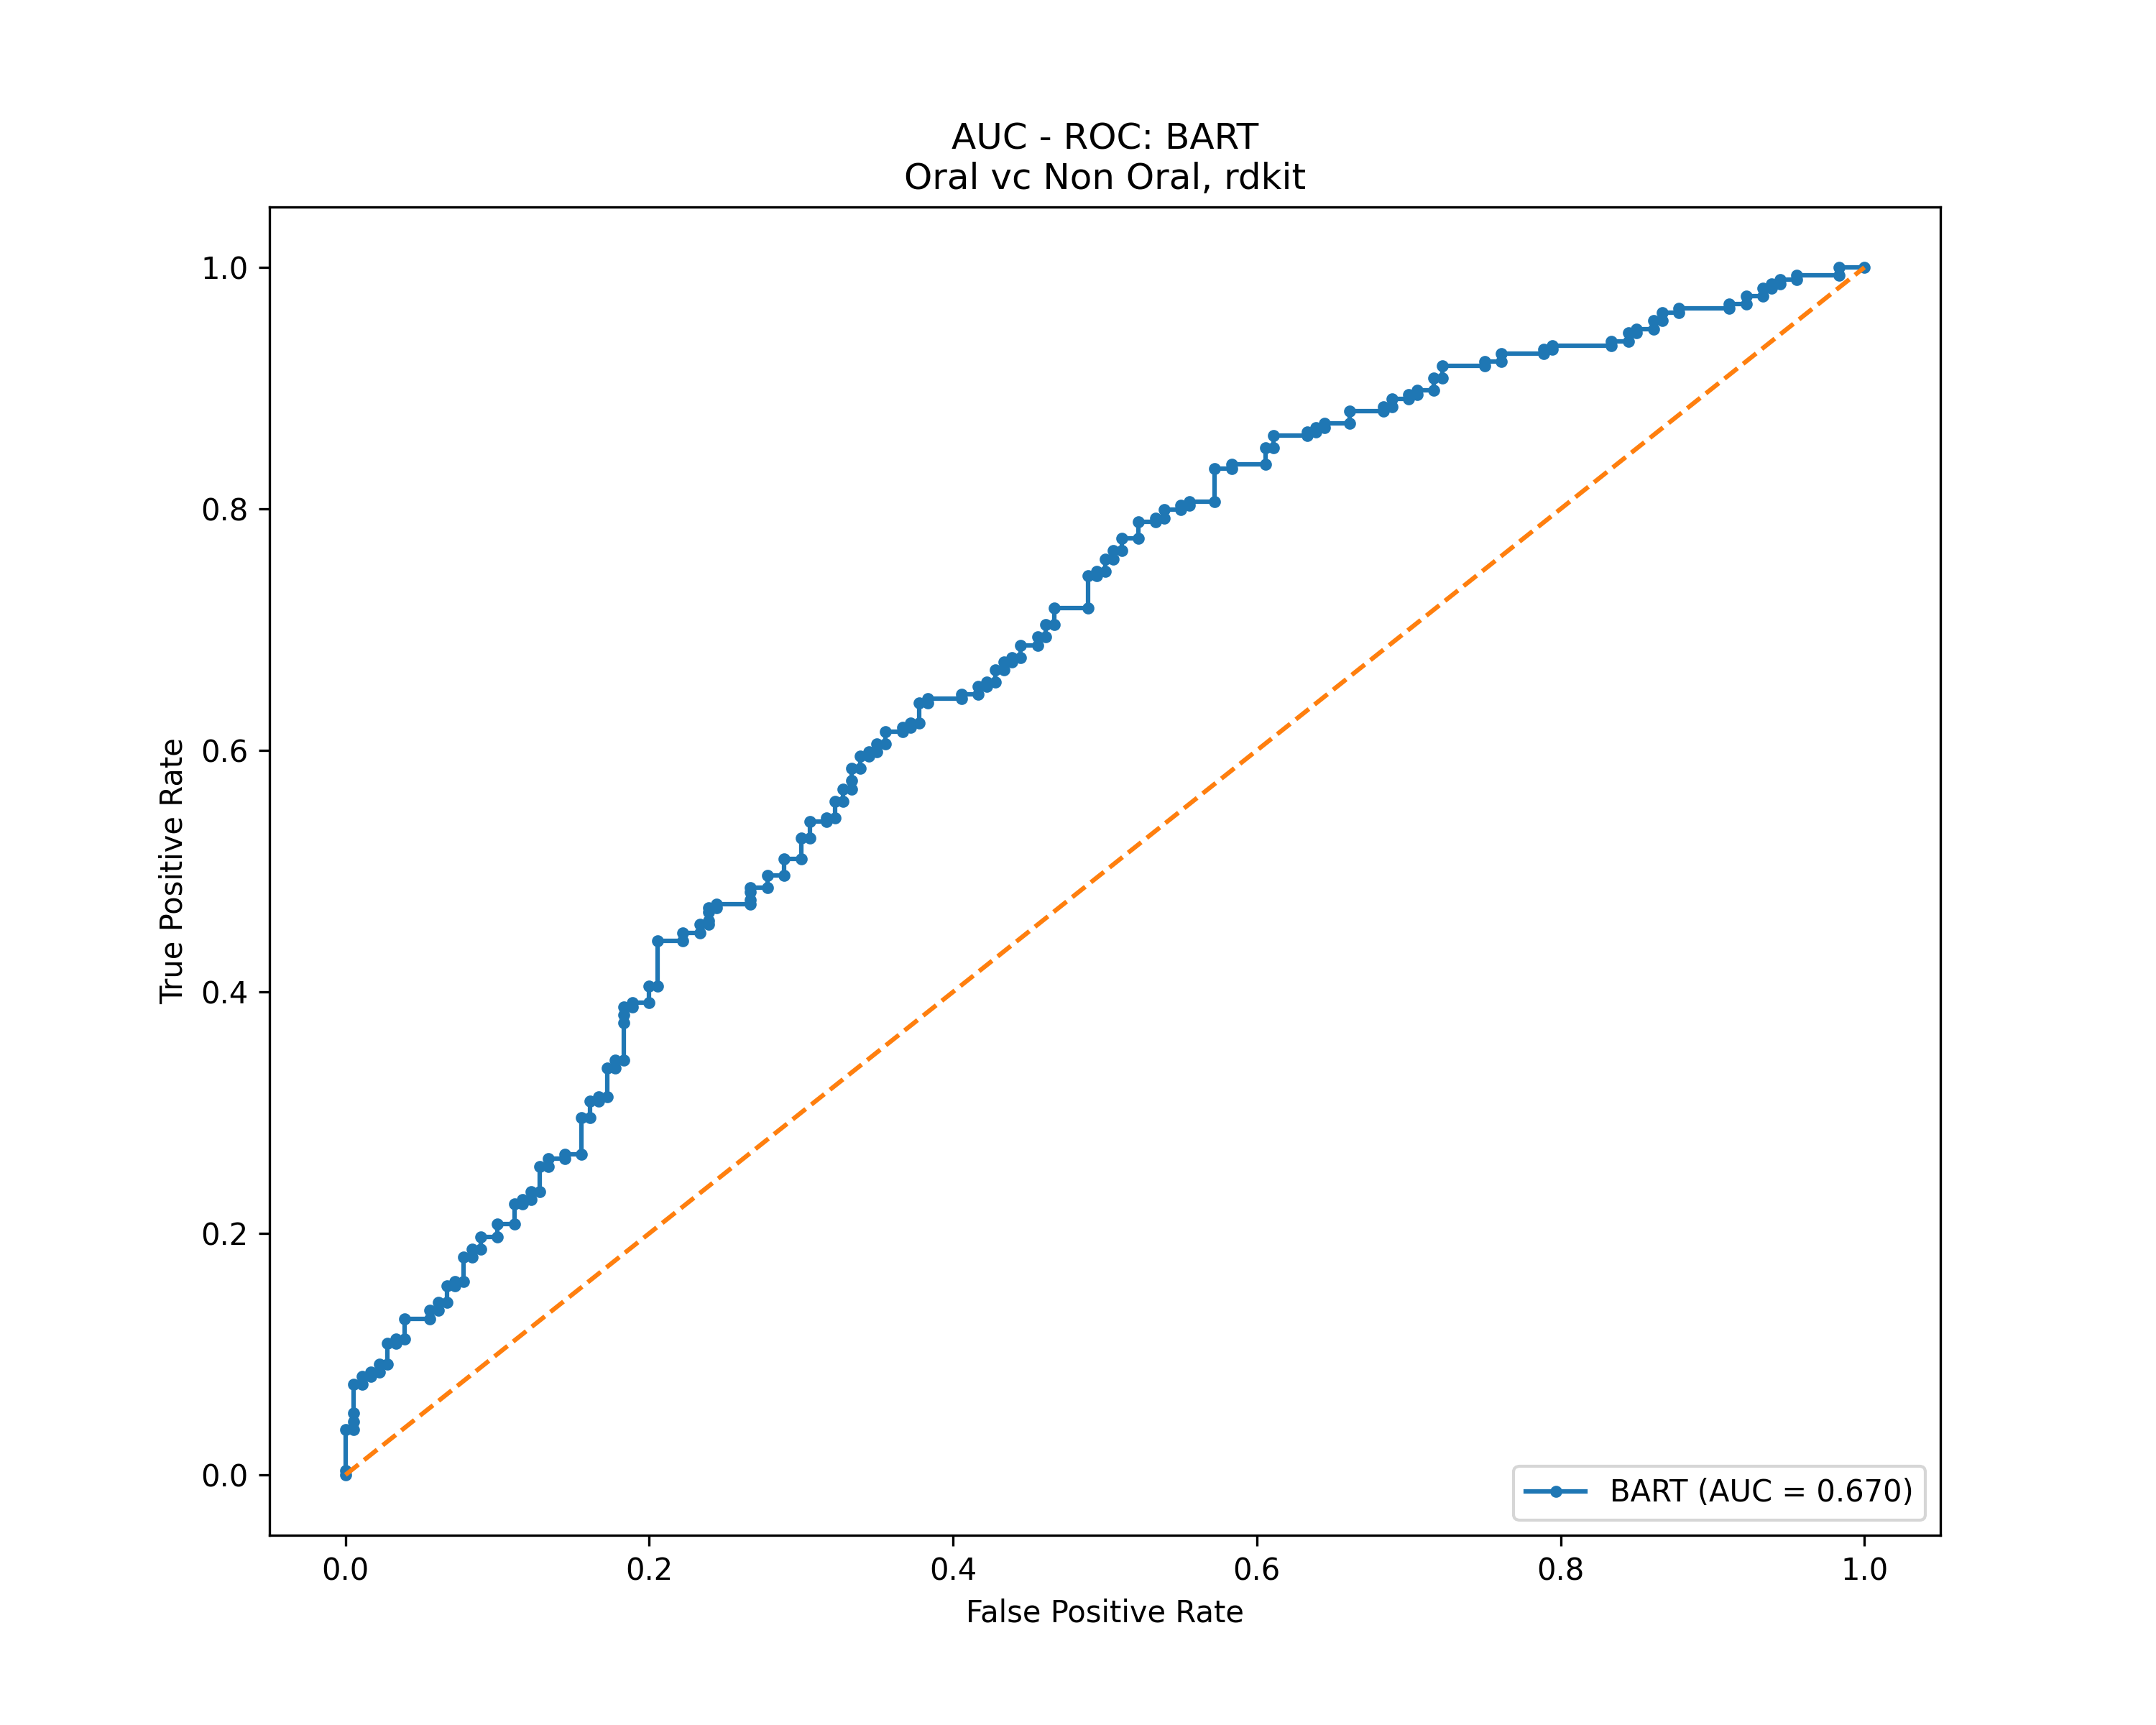 AUC - ROC: BART
Oral vc Non Oral, rdkit
1.0
0.8
0.6
0.4
0.2
0.0
True Positive Rate
BART (AUC = 0.670)
0.0 0.2 0.4 0.6 0.8 1.0
False Positive Rate